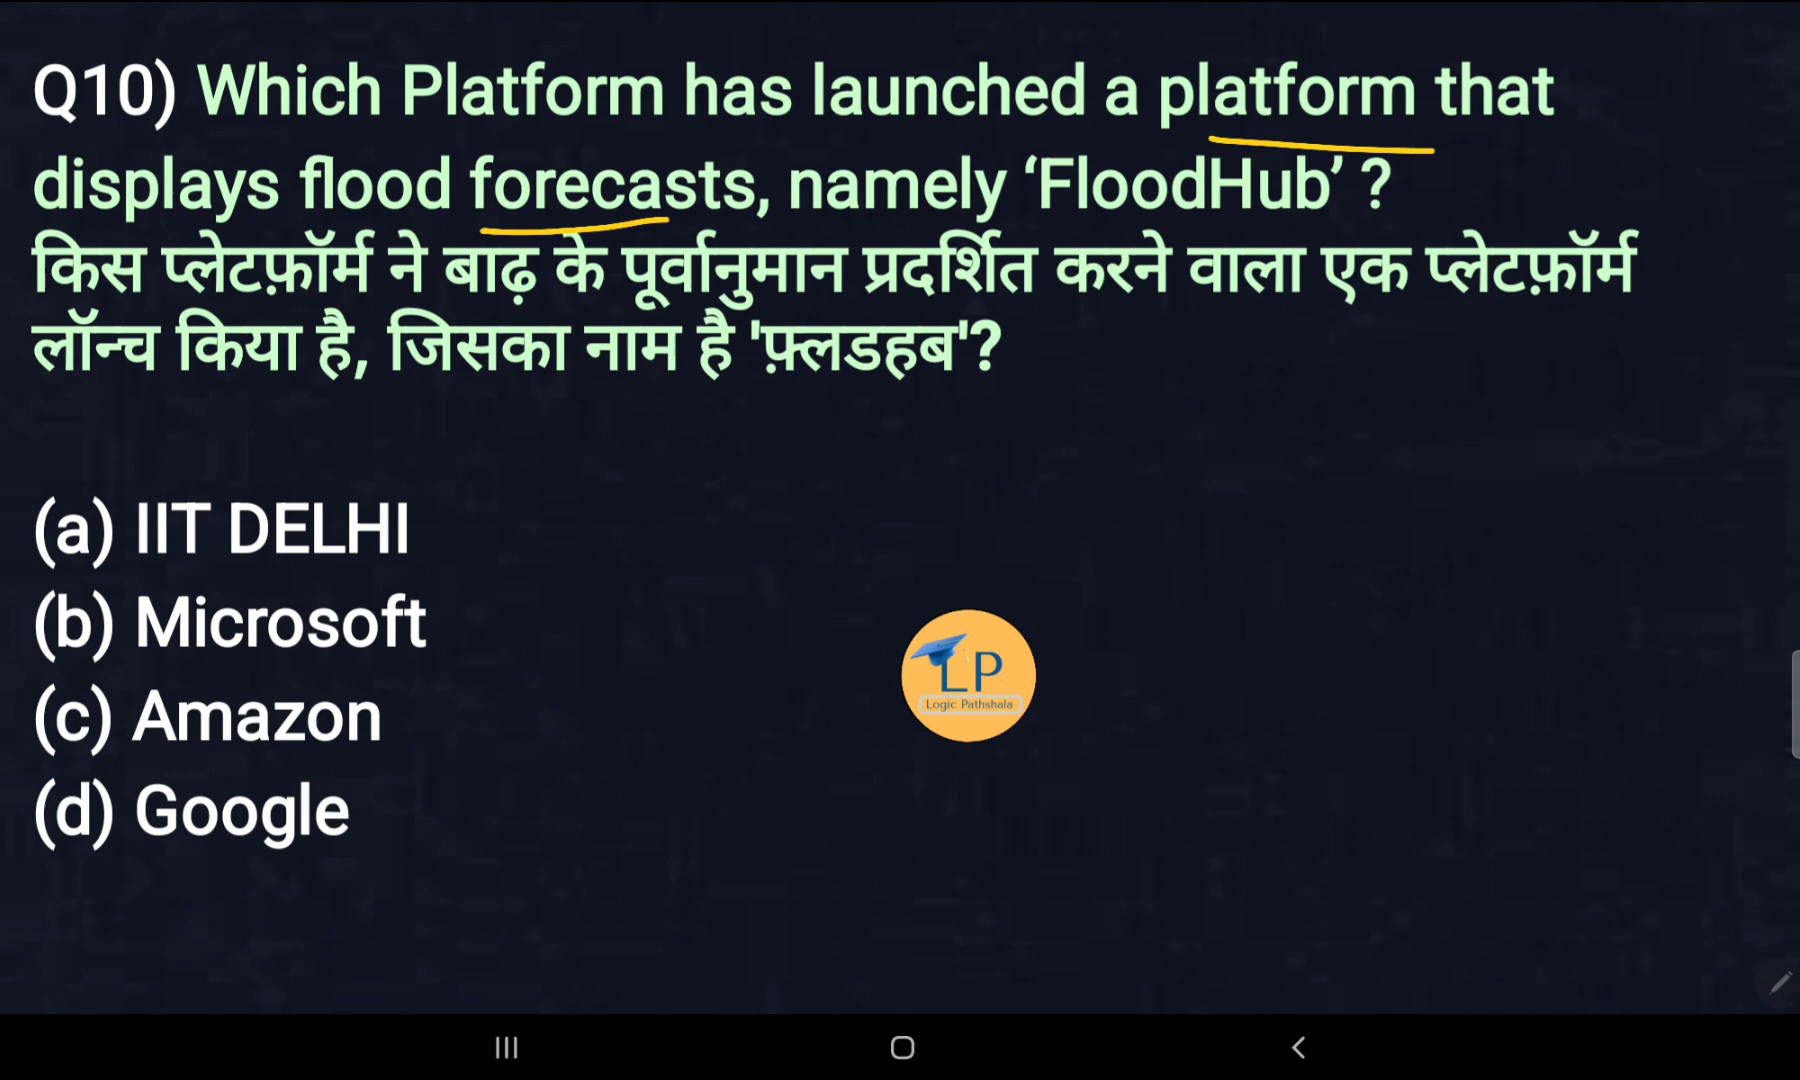 Q10) Which Platform has launched a platform that
displays flood forecasts, namely ‘FloodHub’ ?
किस प्लेटफ़ॉर्म ने बाढ़ के पूर्वानुमान प्रदर्शित करने वाला एक प्लेटफ़ॉर्म
लॉन्च किया है, जिसका नाम है 'फ़्लडहब'?
(a) IIT DELHI
(b) Microsoft
(c) Amazon
(d) Google
LP
Logic Pathshala